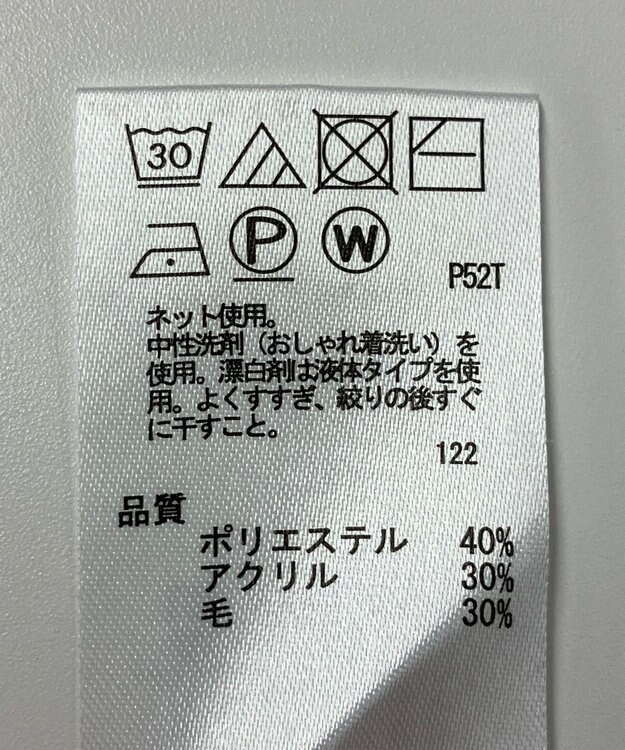 30
P W
P52T
ネット使用。
中性洗剤（おしゃれ着洗い）を
使用。漂白剤は液体タイプを使
用。よくすすぎ、絞りの後すぐ
に干すこと。
122
品質
ポリエステル 40%
アクリル 30%
毛 30%